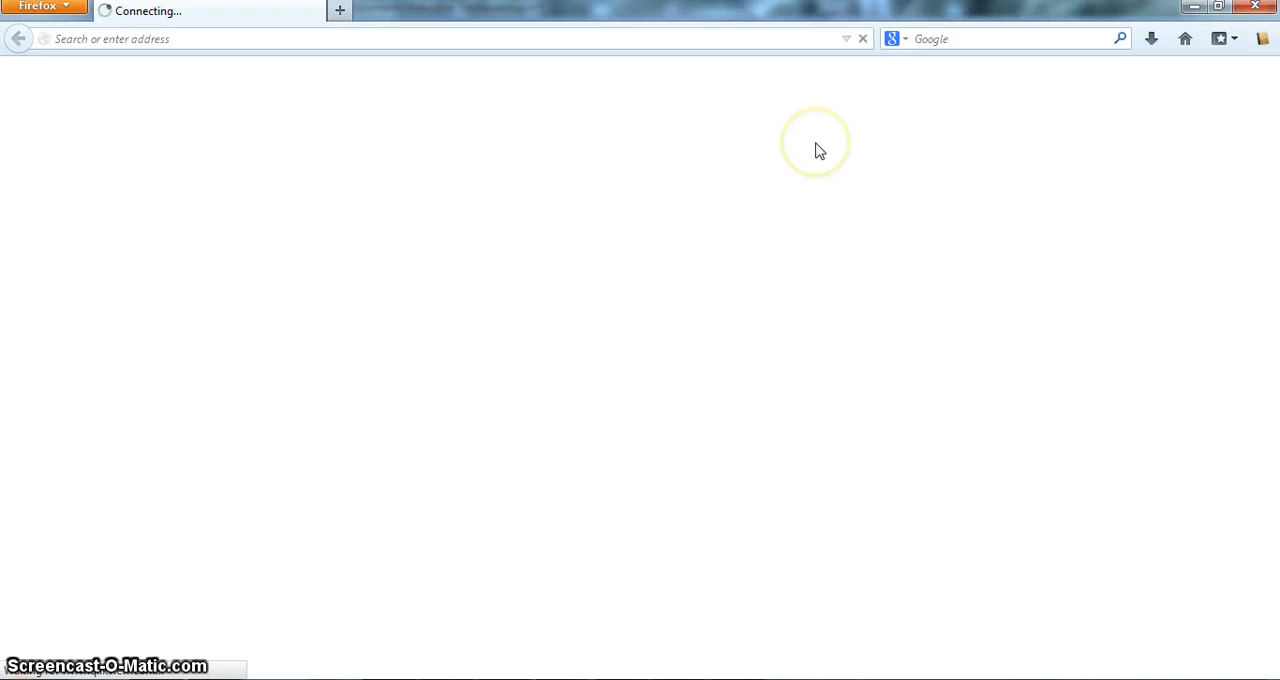 Firefox
Connecting...
Search or enter address
Google
Screencast-O-Matic.com